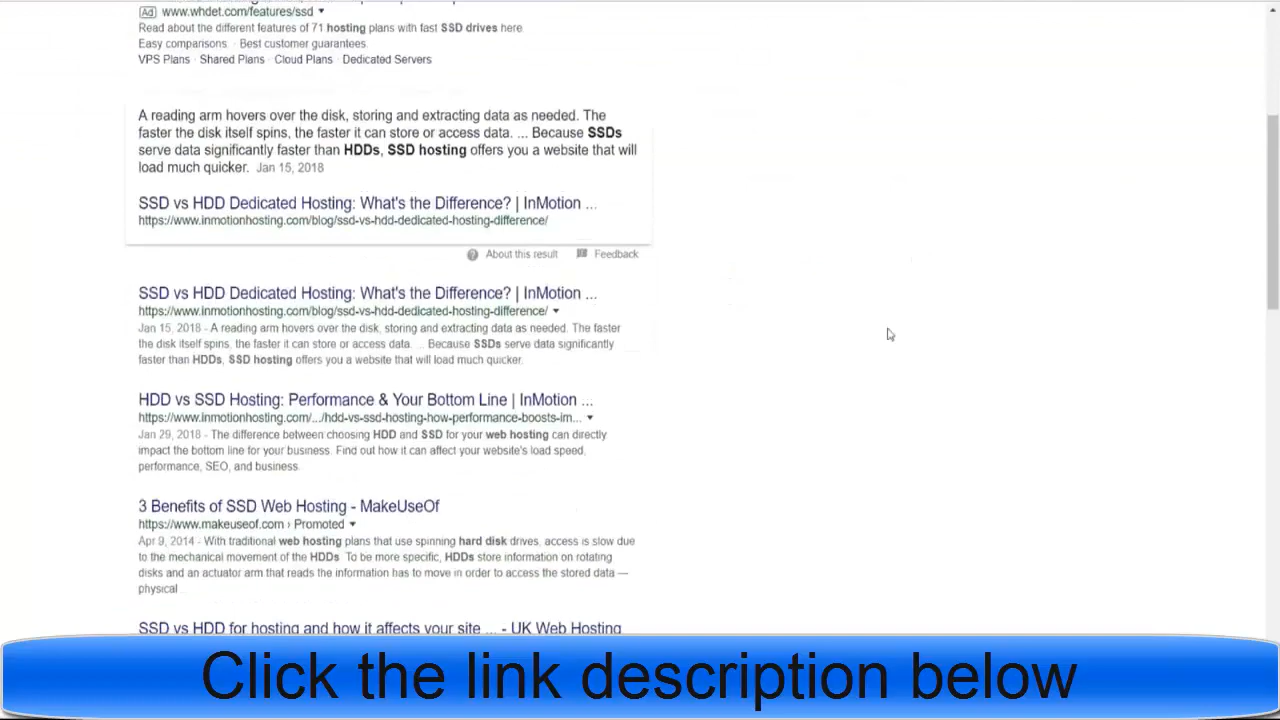 Ad www.whdet.com/features/ssd
Read about the different features of 71 hosting plans with fast SSD drives here.
Easy comparisons. · Best customer guarantees.
VPS Plans · Shared Plans · Cloud Plans · Dedicated Servers
A reading arm hovers over the disk, storing and extracting data as needed. The
faster the disk itself spins, the faster it can store or access data. ... Because SSDs
serve data significantly faster than HDDs, SSD hosting offers you a website that will
load much quicker. Jan 15, 2018
SSD vs HDD Dedicated Hosting: What's the Difference? | InMotion ...
https://www.inmotionhosting.com/blog/ssd-vs-hdd-dedicated-hosting-difference/
About this result Feedback
SSD vs HDD Dedicated Hosting: What's the Difference? | InMotion ...
https://www.inmotionhosting.com/blog/ssd-vs-hdd-dedicated-hosting-difference/
Jan 15, 2018 - A reading arm hovers over the disk, storing and extracting data as needed. The faster
the disk itself spins, the faster it can store or access data. ... Because SSDs serve data significantly
faster than HDDs, SSD hosting offers you a website that will load much quicker.
HDD vs SSD Hosting: Performance & Your Bottom Line | InMotion ...
https://www.inmotionhosting.com/.../hdd-vs-ssd-hosting-how-performance-boosts-im...
Jan 29, 2018 - The difference between choosing HDD and SSD for your web hosting can directly
impact the bottom line for your business. Find out how it can affect your website's load speed,
performance, SEO, and business.
3 Benefits of SSD Web Hosting - MakeUseOf
https://www.makeuseof.com › Promoted
Apr 9, 2014 - With traditional web hosting plans that use spinning hard disk drives, access is slow due
to the mechanical movement of the HDDs. To be more specific, HDDs store information on rotating
disks and an actuator arm that reads the information has to move in order to access the stored data —
physical
SSD vs HDD for hosting and how it affects your site ... - UK Web Hosting
Click the link description below